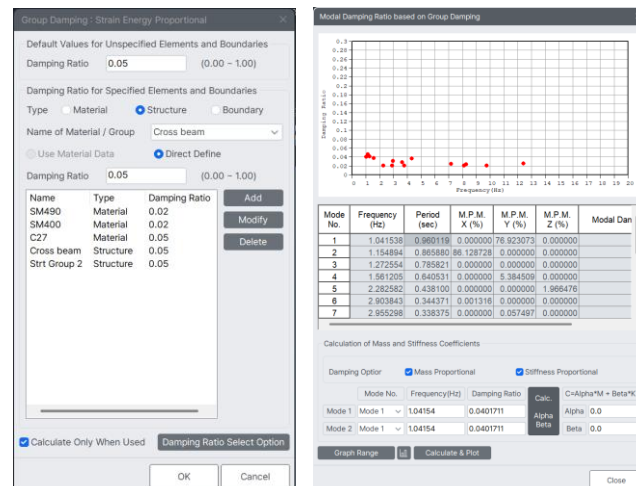 Group Damping : Strain Energy Proportional
Default Values for Unspecified Elements and Boundaries
Damping Ratio 0.05 (0.00 ~ 1.00)
Damping Ratio for Specified Elements and Boundaries
Type Material Structure Boundary
Name of Material / Group Cross beam
Use Material Data Direct Define
Damping Ratio 0.05 (0.00 ~ 1.00)
Name Type Damping Ratio Add
SM490 Material 0.02
SM400 Material 0.02 Modify
C27 Material 0.05
Cross beam Structure 0.05 Delete
Strt Group 2 Structure 0.05
Calculate Only When Used Damping Ratio Select Option
OK Cancel
Modal Damping Ratio based on Group Damping
0.3
0.28
0.26
0.24
0.22
0.2
0.18
0.16
0.14
0.12
0.1
0.08
0.06
0.04
0.02
0
Damping Ratio
0 1 2 3 4 5 6 7 8 9 10 11 12 13 14 15 16 17 18 19 20
Frequency(Hz)
Mode No. Frequency (Hz) Period (sec) M.P.M. X (%) M.P.M. Y (%) M.P.M. Z (%) Modal Dan
1 1.041538 0.960119 0.000000 76.923073 0.000000
2 1.154894 0.865880 86.128728 0.000000 0.000000
3 1.272554 0.785821 0.000000 0.000000 0.000000
4 1.561205 0.640531 0.000000 5.384509 0.000000
5 2.282582 0.438100 0.000000 0.000000 1.966476
6 2.903843 0.344371 0.001316 0.000000 0.000000
7 2.955298 0.338375 0.000000 0.057497 0.000000
Calculation of Mass and Stiffness Coefficients
Damping Option Mass Proportional Stiffness Proportional
Mode No. Frequency(Hz) Damping Ratio Calc. Alpha Beta C=Alpha*M + Beta*K
Mode 1 Mode 1 1.04154 0.0401711 Alpha 0.0
Mode 2 Mode 1 1.04154 0.0401711 Beta 0.0
Graph Range Calculate & Plot
Close